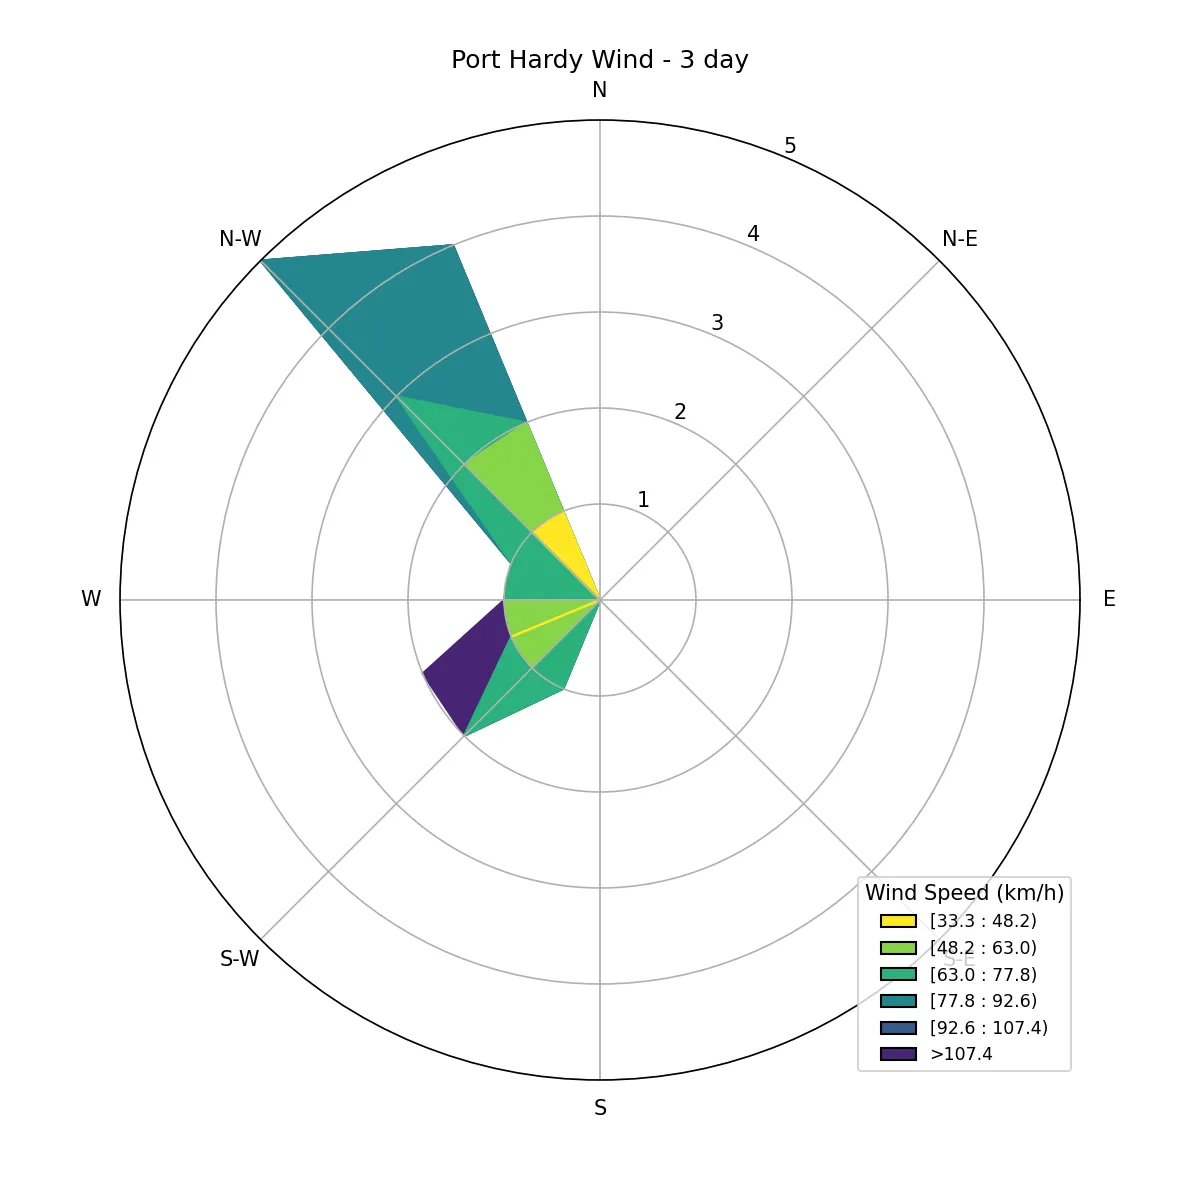 Port Hardy Wind - 3 day
N
5
4
N-W
N-E
3
2
1
W
E
Wind Speed (km/h)
[33.3 : 48.2)
[48.2 : 63.0)
S-W
S-E
[63.0 : 77.8)
[77.8 : 92.6)
[92.6 : 107.4)
>107.4
S